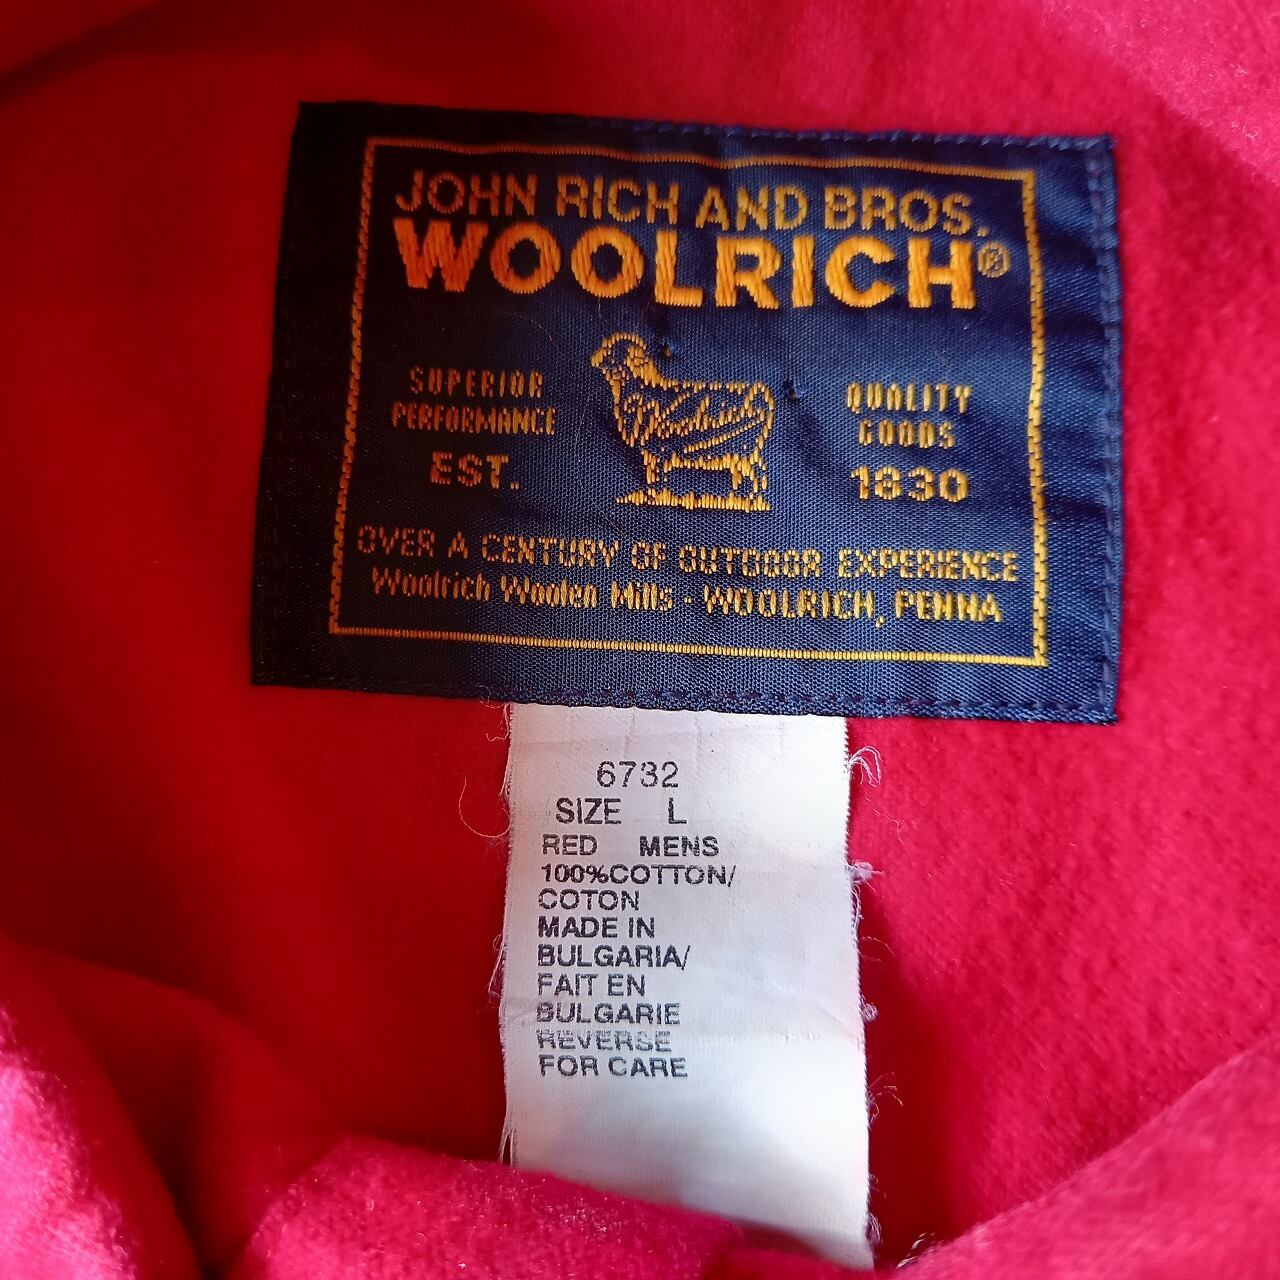 JOHN RICH AND BROS.
WOOLRICH®
SUPERIOR
PERFORMANCE
EST.
Woolrich
QUALITY
GOODS
1830
OVER A CENTURY OF OUTDOOR EXPERIENCE
Woolrich Woolen Mills - WOOLRICH, PENNA
6732
SIZE L
RED MENS
100%COTTON/
COTON
MADE IN
BULGARIA/
FAIT EN
BULGARIE
REVERSE
FOR CARE